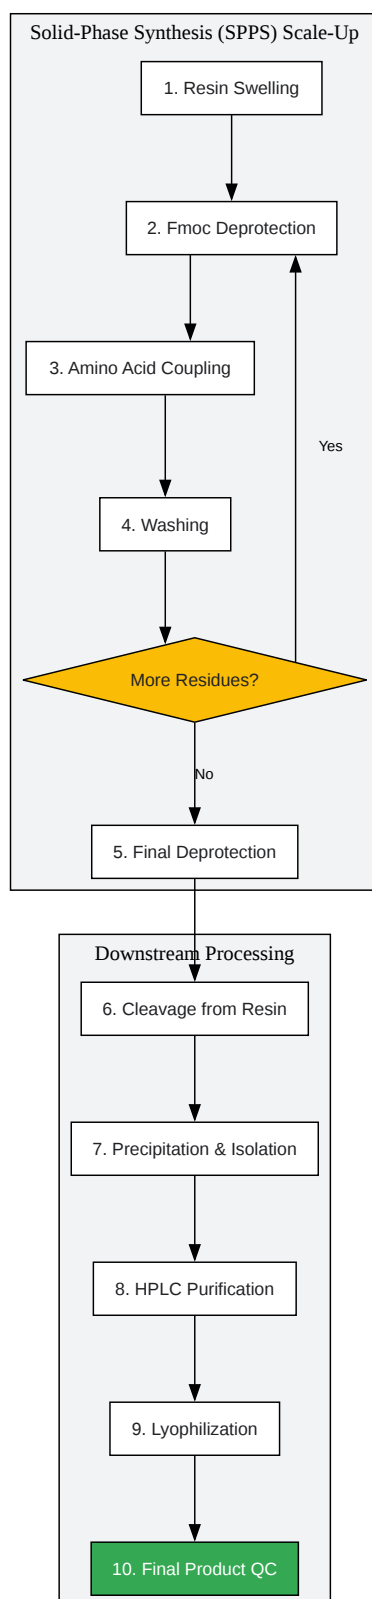 Solid-Phase Synthesis (SPPS) Scale-Up
1. Resin Swelling
2. Fmoc Deprotection
3. Amino Acid Coupling
Yes
4. Washing
More Residues?
No
5. Final Deprotection
Downstream Processing
6. Cleavage from Resin
7. Precipitation & Isolation
8. HPLC Purification
9. Lyophilization
10. Final Product QC